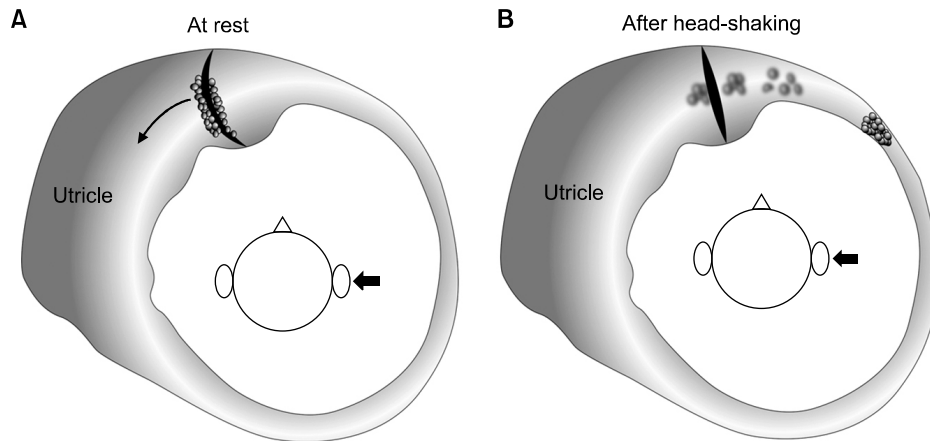 A
At rest
Utricle
B
After head-shaking
Utricle